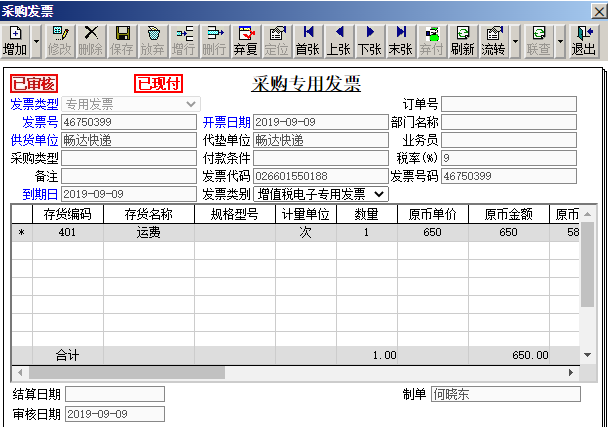 采购发票
增加 修改 删除 保存 放弃 增行 删行 弃复 定位 首张 上张 下张 末张 弃付 刷新 流转 联查 退出
已审核 已现付 采购专用发票
发票类型 专用发票 订单号
发票号 46750399 开票日期 2019-09-09 部门名称
供货单位 畅达快递 代垫单位 畅达快递 业务员
采购类型 付款条件 税率(%) 9
备注 发票代码 026601550188 发票号码 46750399
到期日 2019-09-09 发票类别 增值税电子专用发票
存货编码 存货名称 规格型号 计量单位 数量 原币单价 原币金额 原币
* 401 运费 次 1 650 650 58
合计 1.00 650.00
结算日期 制单 何晓东
审核日期 2019-09-09